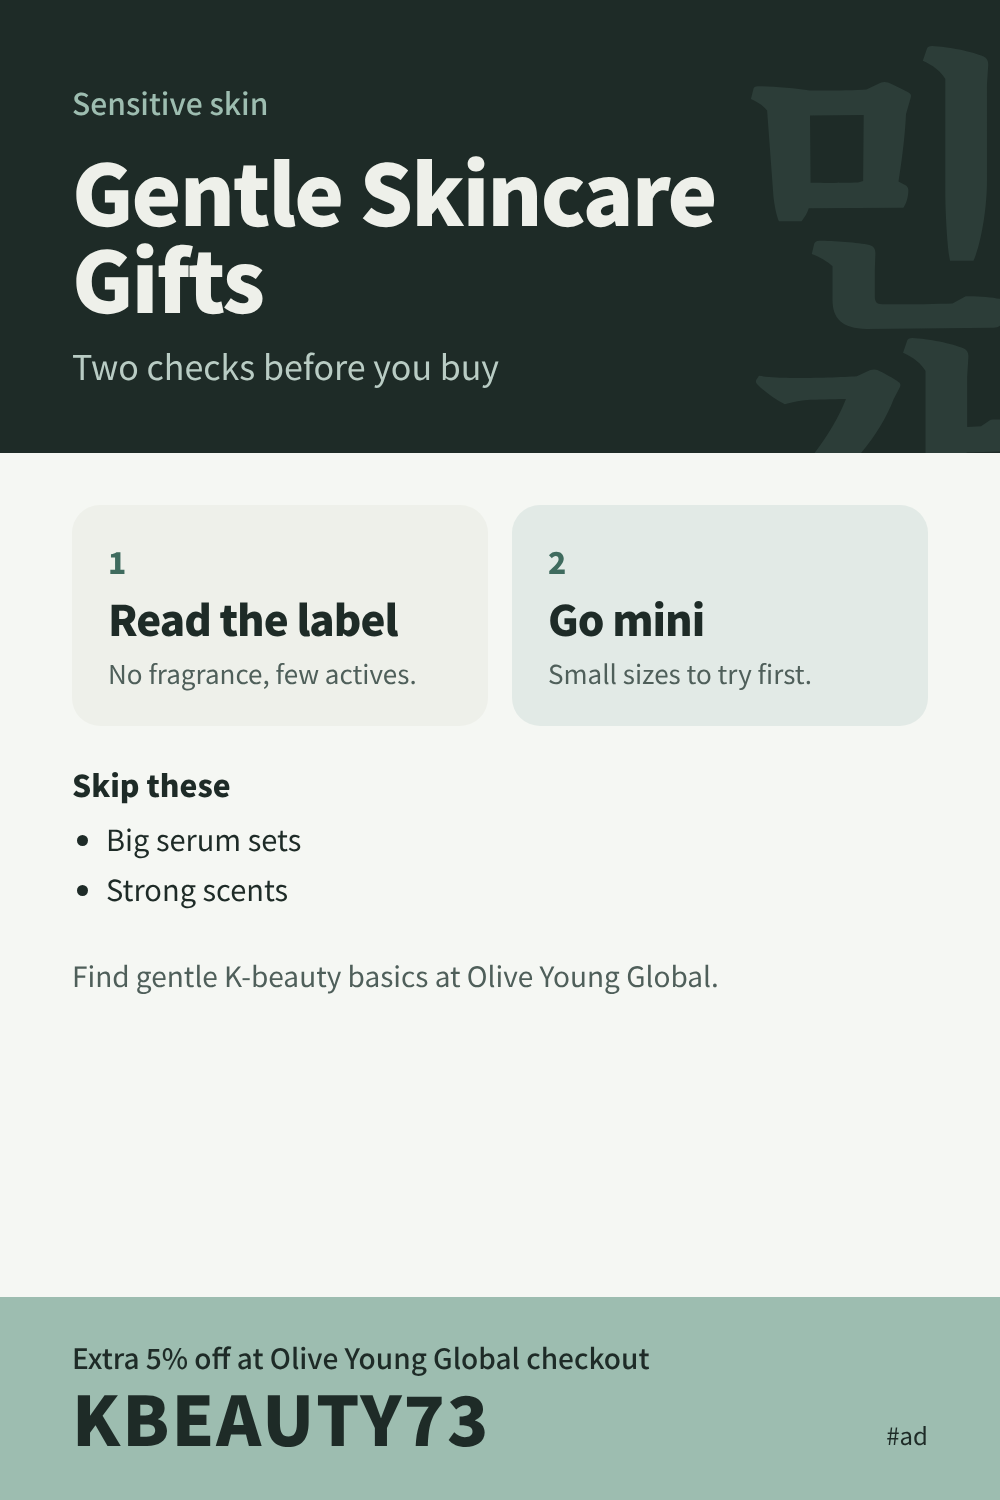 Sensitive skin
민
Gentle Skincare
Gifts
Two checks before you buy
1
Read the label
No fragrance, few actives.
2
Go mini
Small sizes to try first.
Skip these
• Big serum sets
• Strong scents
Find gentle K-beauty basics at Olive Young Global.
Extra 5% off at Olive Young Global checkout
KBEAUTY73
#ad